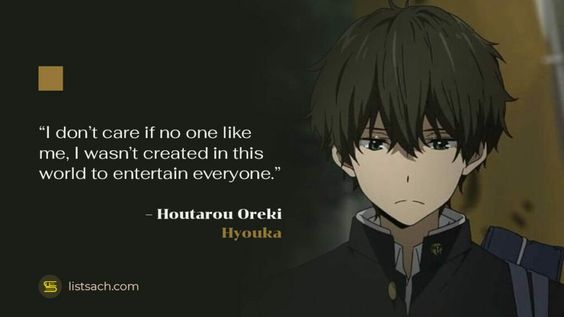 “I don’t care if no one like
me, I wasn’t created in this
world to entertain everyone.”
– Houtarou Oreki
Hyouka
listsach.com